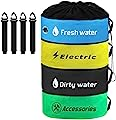 Fresh water
Electric
Dirty water
Accessories